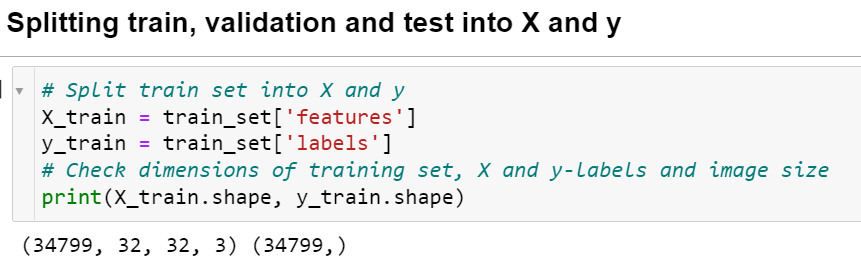 Splitting train, validation and test into X and y
# Split train set into X and y
X_train = train_set['features']
y_train = train_set['labels']
# Check dimensions of training set, X and y-labels and image size
print(X_train.shape, y_train.shape)
(34799, 32, 32, 3) (34799,)